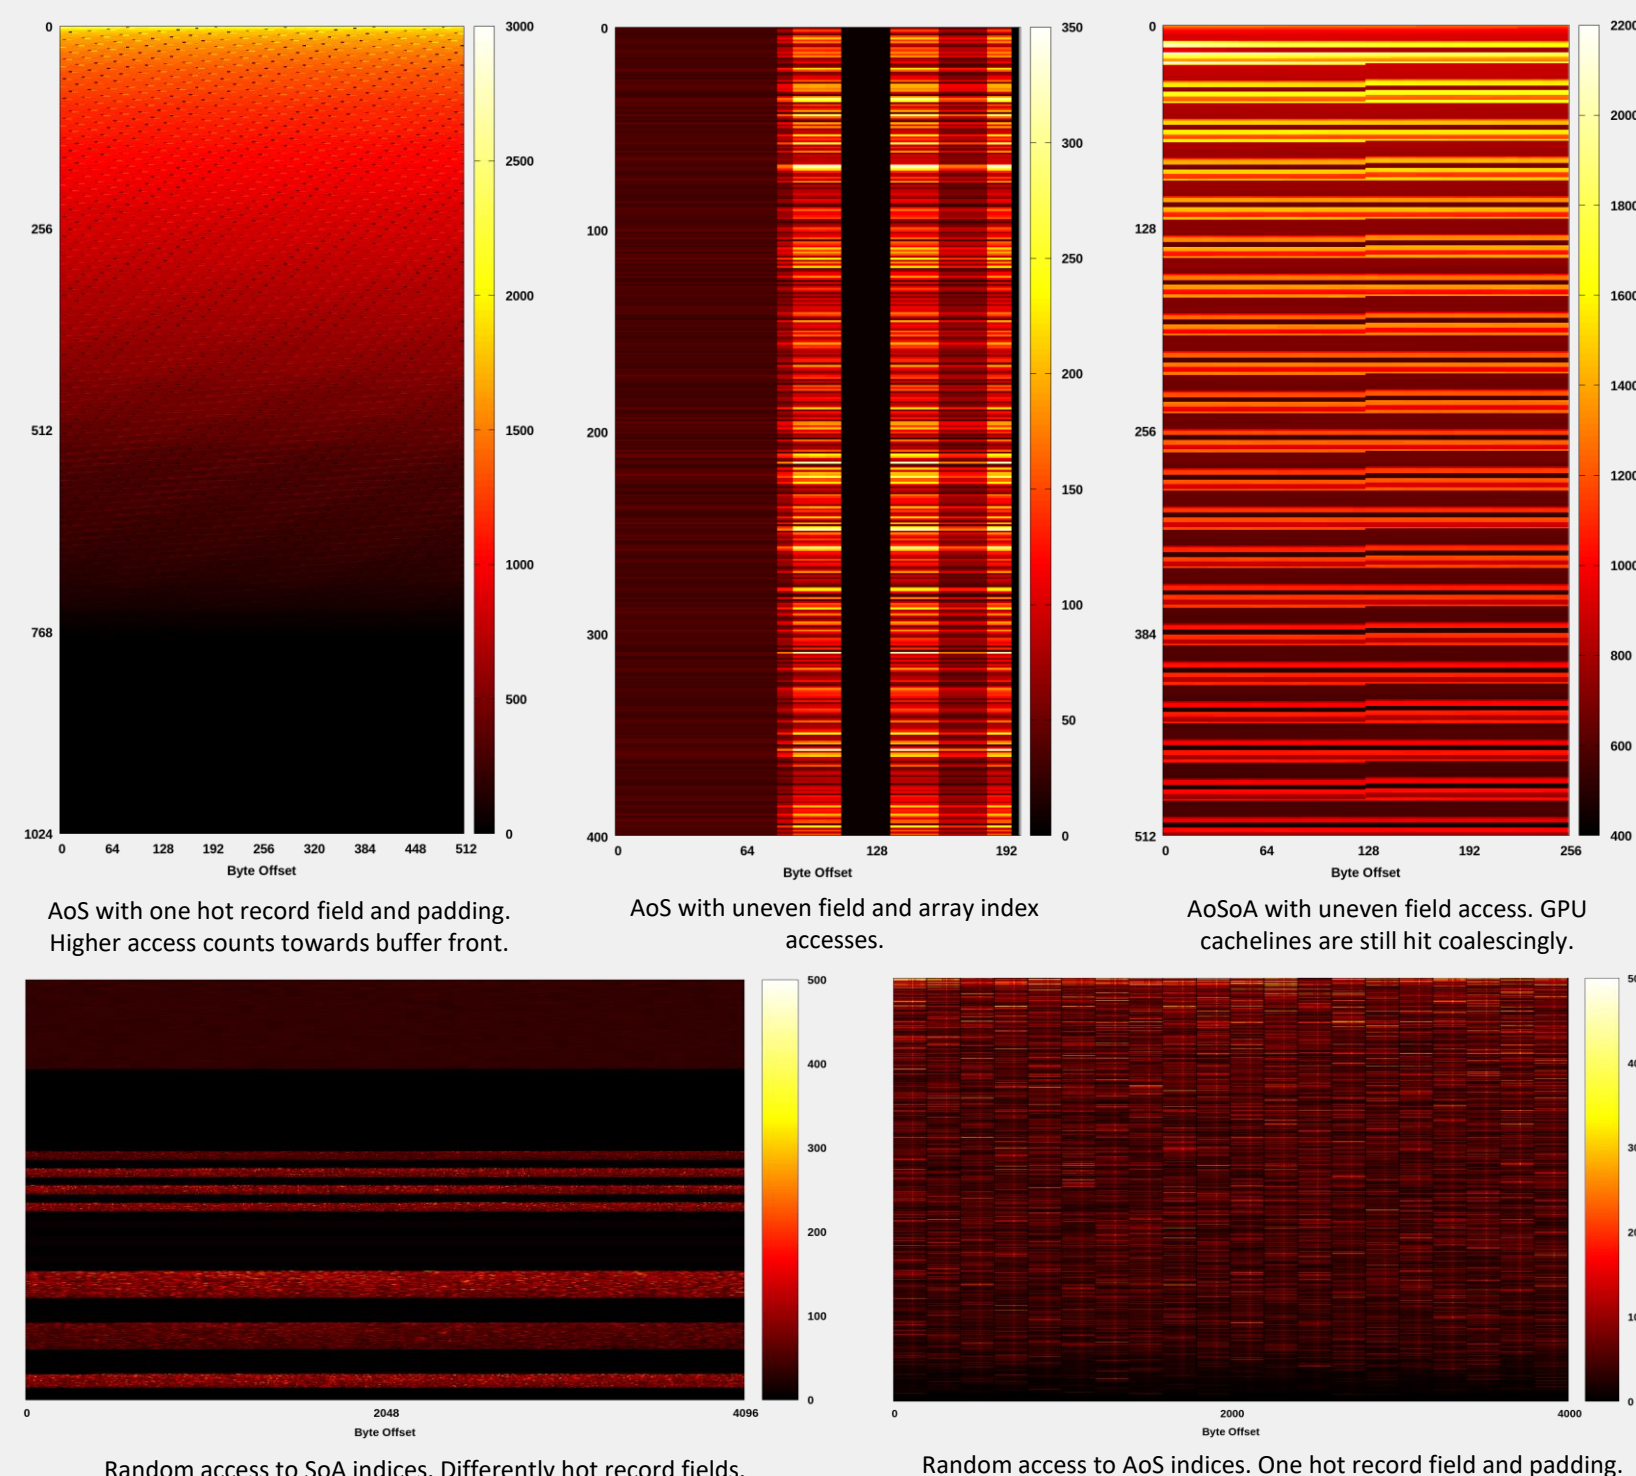 0
256
512
768
1024
0 64 128 192 256 320 384 448 512
Byte Offset
3000
2500
2000
1500
1000
500
0
AoS with one hot record field and padding.
Higher access counts towards buffer front.
0
100
200
300
400
0 64 128 192
Byte Offset
350
300
250
200
150
100
50
0
AoS with uneven field and array index
accesses.
0
128
256
384
512
0 64 128 192 256
Byte Offset
2200
2000
1800
1600
1400
1200
1000
800
600
400
AoSoA with uneven field access. GPU
cachelines are still hit coalescingly.
0 2048 4096
Byte Offset
500
400
300
200
100
0
Random access to SoA indices. Differently hot record fields.
0 2000 4000
Byte Offset
0
Random access to AoS indices. One hot record field and padding.